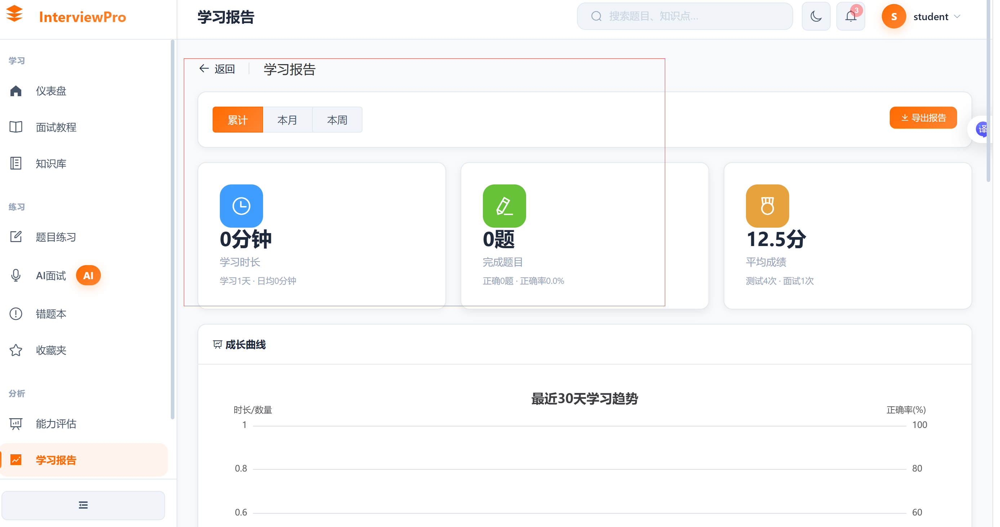 InterviewPro
学习报告
搜索题目、知识点...
3
S
student
学习
仪表盘
面试教程
知识库
练习
题目练习
AI面试
AI
错题本
收藏夹
分析
能力评估
学习报告
返回
学习报告
累计
本月
本周
导出报告
译
0分钟
学习时长
学习1天 · 日均0分钟
0题
完成题目
正确0题 · 正确率0.0%
12.5分
平均成绩
测试4次 · 面试1次
成长曲线
最近30天学习趋势
时长/数量
正确率(%)
1
100
0.8
80
0.6
60